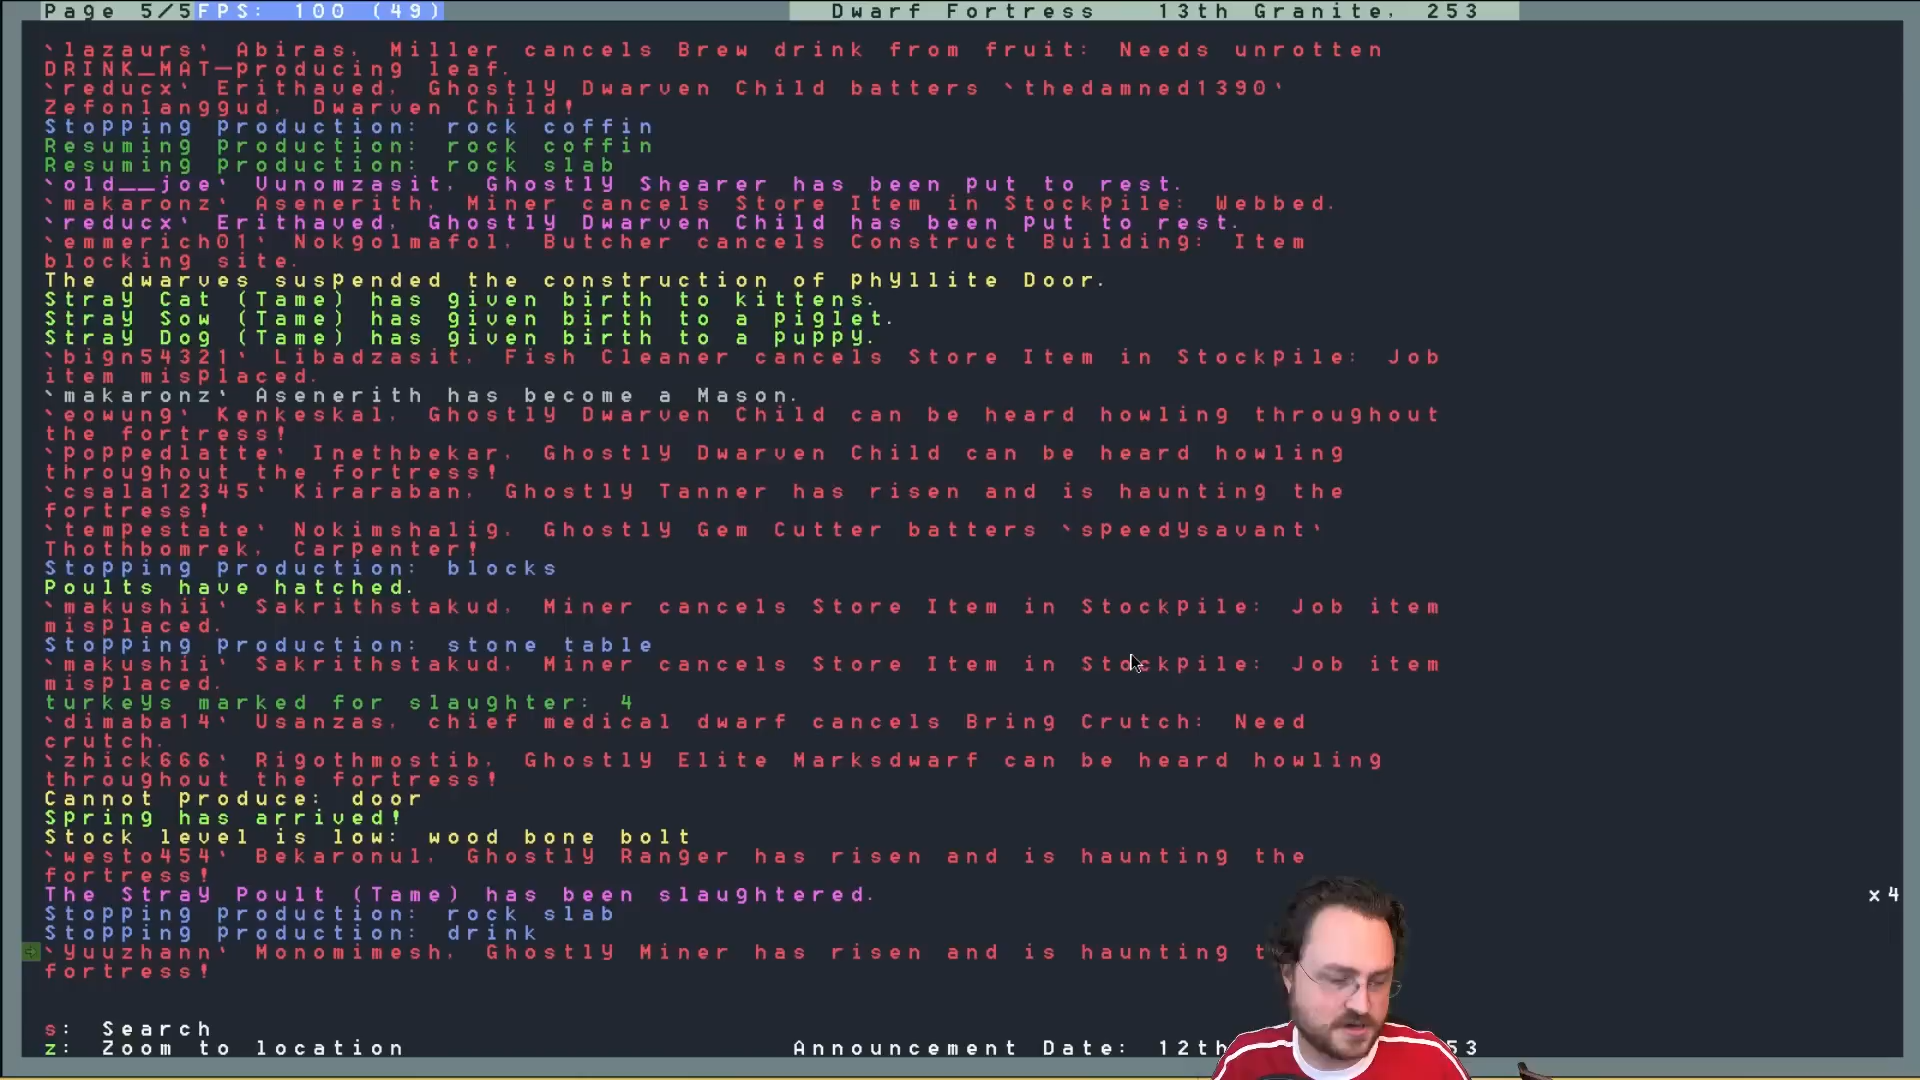 Page 5/5 FPS: 100 (49) Dwarf Fortress 13th Granite, 253
`lazaurs` Abiras, Miller cancels Brew drink from fruit: Needs unrotten
DRINK_MAT-producing leaf.
`reducx` Erithaved, Ghostly Dwarven Child batters `thedamned1390`
Zefonlanggud, Dwarven Child!
Stopping production: rock coffin
Resuming production: rock coffin
Resuming production: rock slab
`old__joe` Vunomzasit, Ghostly Shearer has been put to rest.
`makaronz` Asenerith, Miner cancels Store Item in Stockpile: Webbed.
`reducx` Erithaved, Ghostly Dwarven Child has been put to rest.
`emmerich01` Nokgolmafol, Butcher cancels Construct Building: Item
blocking site.
The dwarves suspended the construction of phyllite Door.
Stray Cat (Tame) has given birth to kittens.
Stray Sow (Tame) has given birth to a piglet.
Stray Dog (Tame) has given birth to a puppy.
`bign54321` Libadzasit, Fish Cleaner cancels Store Item in Stockpile: Job
item misplaced.
`makaronz` Asenerith has become a Mason.
`eowung` Kenkeskal, Ghostly Dwarven Child can be heard howling throughout
the fortress!
`poppedlatte` Inethbekar, Ghostly Dwarven Child can be heard howling
throughout the fortress!
`csala12345` Kiraraban, Ghostly Tanner has risen and is haunting the
fortress!
`tempestate` Nokimshalig, Ghostly Gem Cutter batters `speedysavant`
Thothbomrek, Carpenter!
Stopping production: blocks
Poults have hatched.
`makushii` Sakrithstakud, Miner cancels Store Item in Stockpile: Job item
misplaced.
Stopping production: stone table
`makushii` Sakrithstakud, Miner cancels Store Item in Stockpile: Job item
misplaced.
turkeys marked for slaughter: 4
`dimaba14` Usanzas, chief medical dwarf cancels Bring Crutch: Need
crutch.
`zhick666` Rigothmostib, Ghostly Elite Marksdwarf can be heard howling
throughout the fortress!
Cannot produce: door
Spring has arrived!
Stock level is low: wood bone bolt
`westo454` Bekaronul, Ghostly Ranger has risen and is haunting the
fortress!
The Stray Poult (Tame) has been slaughtered. x4
Stopping production: rock slab
Stopping production: drink
`Yuuzhann` Monomimesh, Ghostly Miner has risen and is haunting
fortress!
s: Search
z: Zoom to location Announcement Date: 12th 53